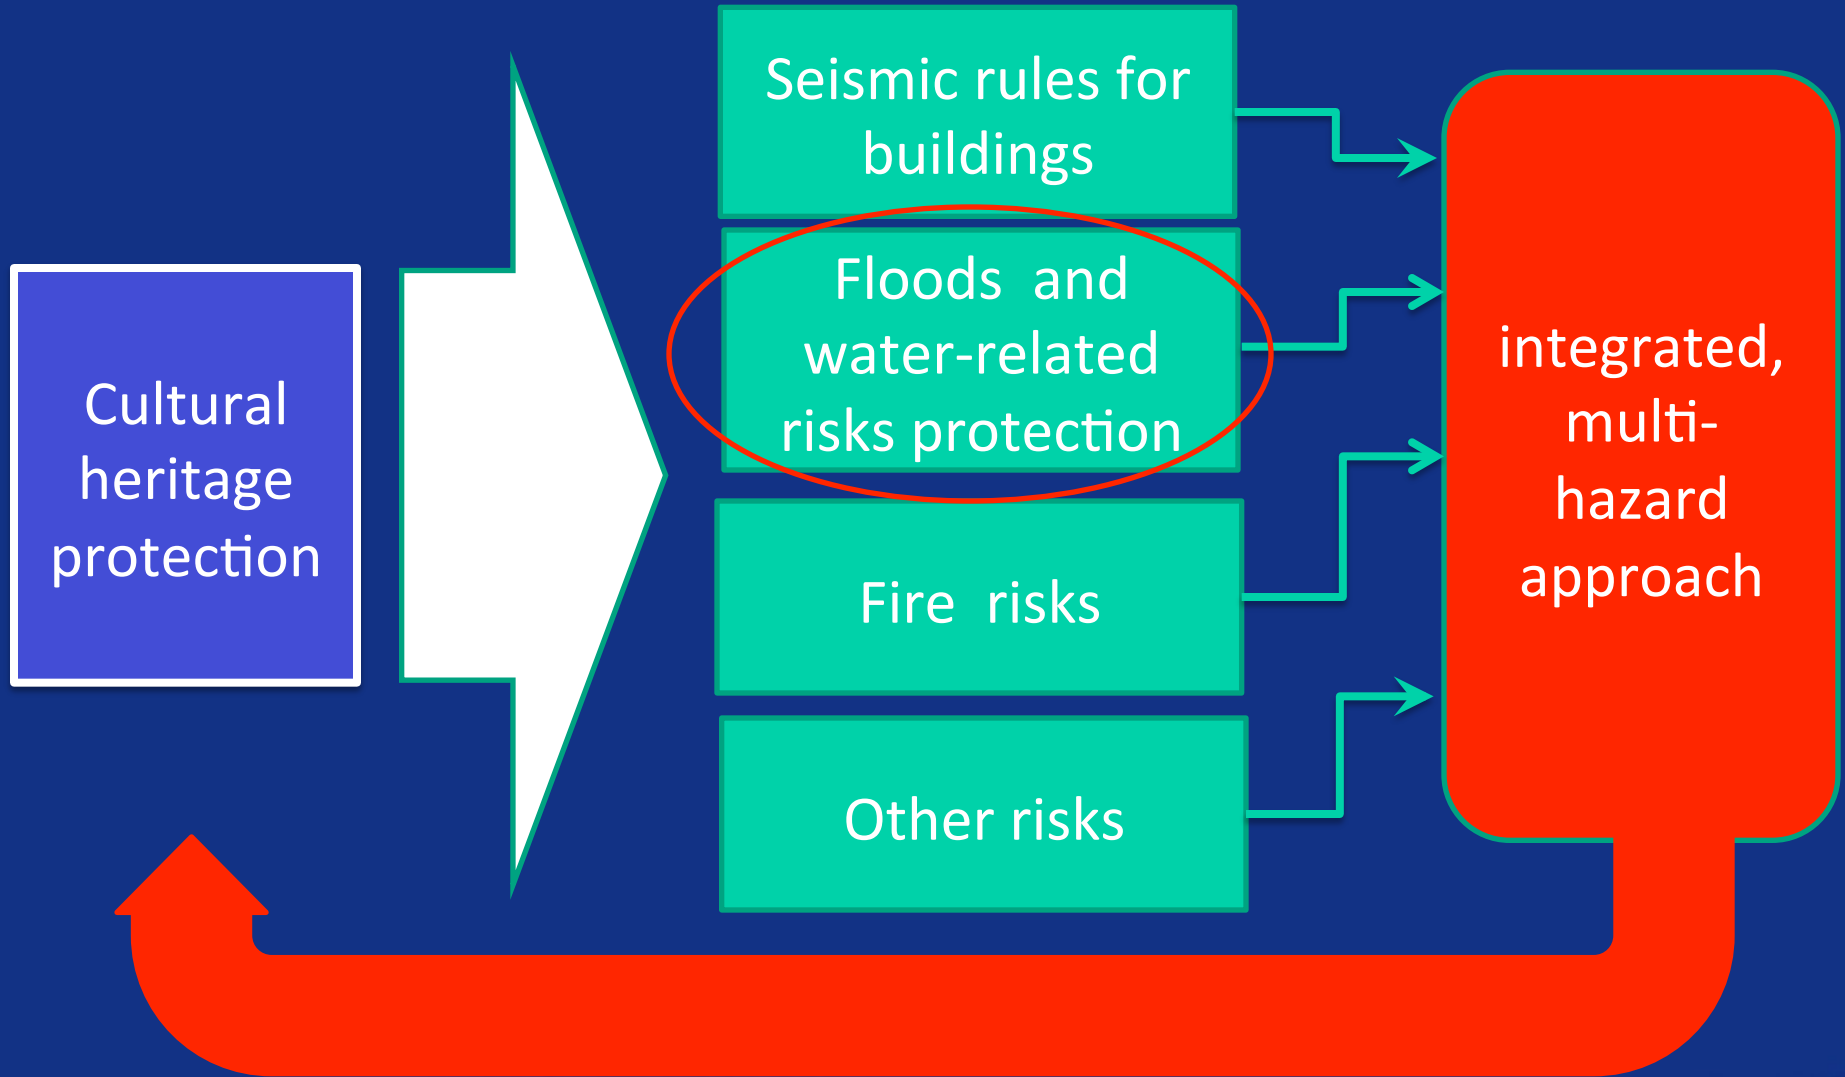 Seismic rules for
buildings
Floods and
water-related
risks protection
Fire risks
Other risks
Cultural
heritage
protection
integrated,
multi-
hazard
approach